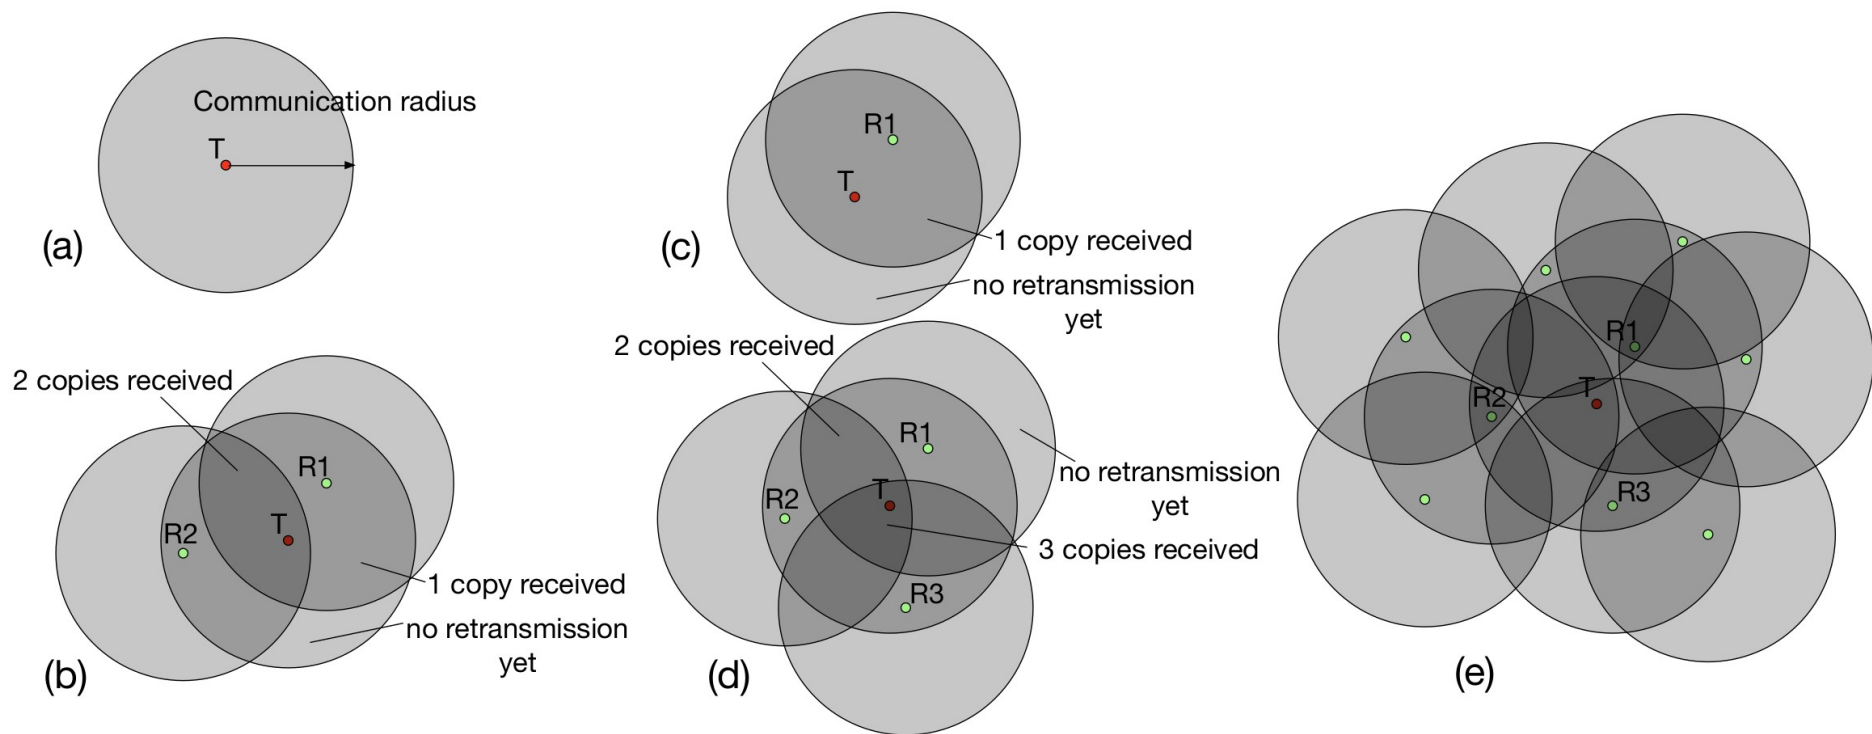 Communication radius
T
(a)
2 copies received
R1
R2
T
1 copy received
no retransmission
yet
(b)
R1
T
1 copy received
no retransmission
yet
(c)
2 copies received
R1
R2
T
no retransmission
yet
3 copies received
R3
(d)
R1
T
R2
R3
(e)